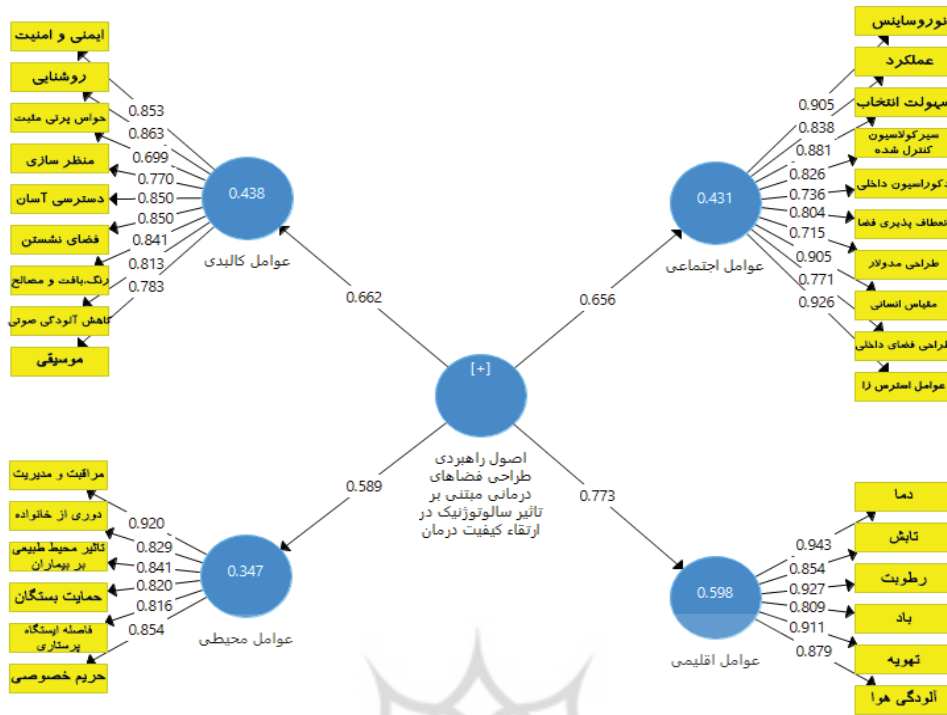 ایمنی و امنیت
روشنایی
حواس پرتی مثبت
منظر سازی
دسترسی آسان
فضای نشستن
رنگ،بافت و مصالح
کاهش آلودگی صوتی
موسیقی
0.853
0.863
0.699
0.770
0.850
0.850
0.841
0.813
0.783
0.438
عوامل کالبدی
نوروساینس
عملکرد
سهولت انتخاب
سیرکولاسیون
کنترل شده
دکوراسیون داخلی
نعطاف پذیری فضا
طراحی مدولار
مقیاس انسانی
طراحی فضای داخلی
عوامل استرس زا
0.905
0.838
0.881
0.826
0.736
0.804
0.715
0.905
0.771
0.926
0.431
عوامل اجتماعی
0.662
0.656
[+]
اصول راهبردی
طراحی فضاهای
درمانی مبتنی بر
تاثیر سالوتوژنیک در
ارتقاء کیفیت درمان
0.589
0.773
مراقبت و مدیریت
دوری از خانواده
تاثیر محیط طبیعی
بر بیماران
حمایت بستگان
فاصله ایستگاه
پرستاری
حریم خصوصی
0.920
0.829
0.841
0.820
0.816
0.854
0.347
عوامل محیطی
دما
تابش
رطوبت
باد
تهویه
آلودگی هوا
0.943
0.854
0.927
0.809
0.911
0.879
0.598
عوامل اقلیمی